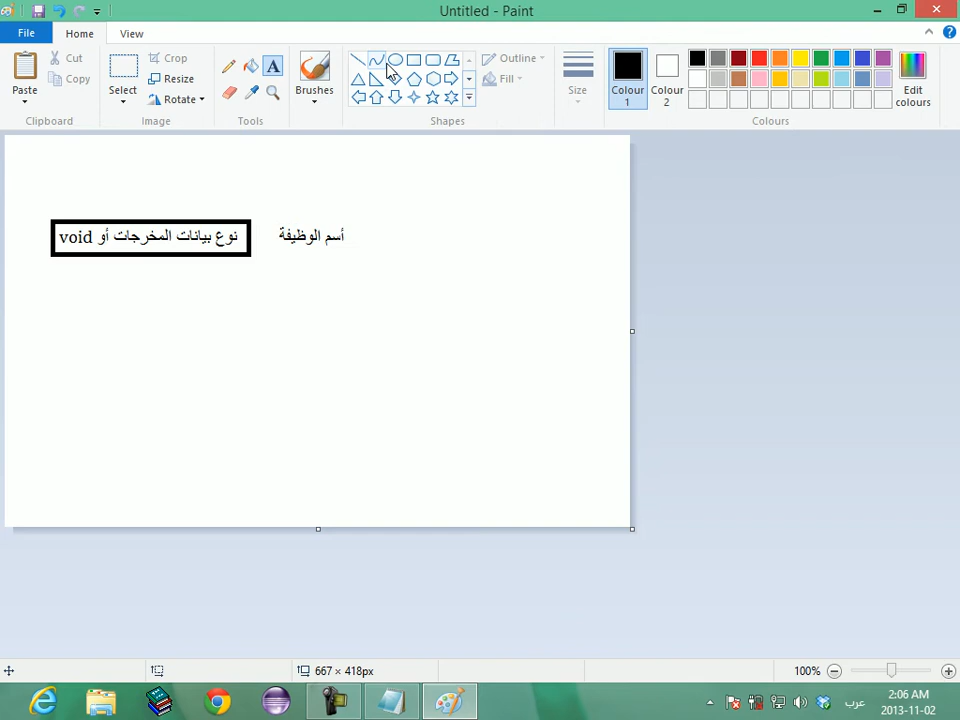 Untitled - Paint
File
Home
View
Paste
Cut
Copy
Clipboard
Select
Crop
Resize
Rotate
Image
A
Tools
Brushes
Shapes
Outline
Fill
Size
Colour 1
Colour 2
Edit colours
Colours
نوع بيانات المخرجات أو void
أسم الوظيفة
667 × 418px
100%
عرب
2:06 AM
2013-11-02